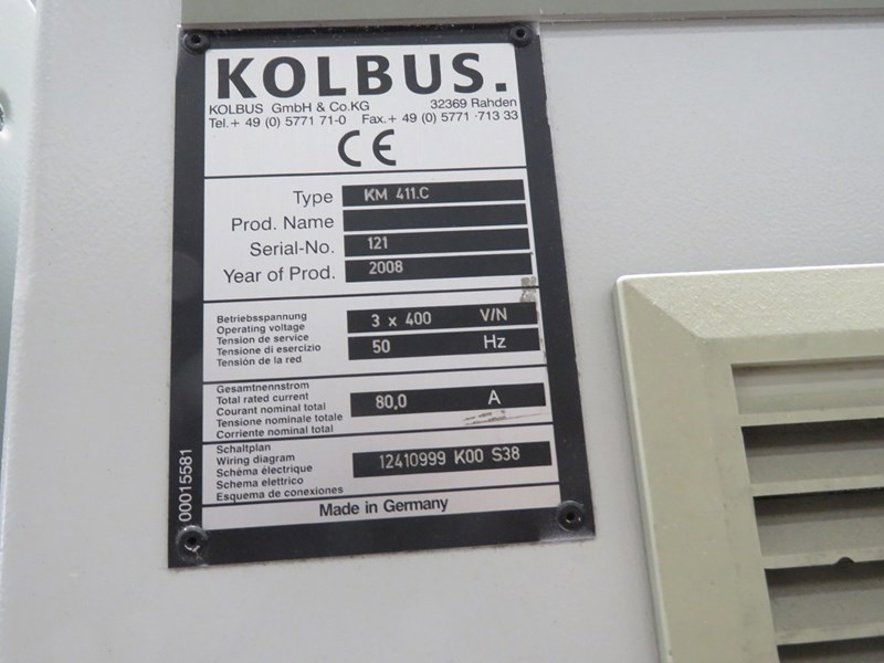 KOLBUS.
KOLBUS GmbH & Co.KG 32369 Rahden
Tel.+ 49 (0) 5771 71-0 Fax.+ 49 (0) 5771 -713 33
CE
Type KM 411.C
Prod. Name
Serial-No. 121
Year of Prod. 2008
Betriebsspannung
Operating voltage
Tension de service
Tensione di esercizio
Tensión de la red
3 x 400 V/N
50 Hz
Gesamtnennstrom
Total rated current
Courant nominal total
Tensione nominale totale
Corriente nominal total
80,0 A
Schaltplan
Wiring diagram
Schéma électrique
Schema elettrico
Esquema de conexiones
12410999 K00 S38
Made in Germany
00015581